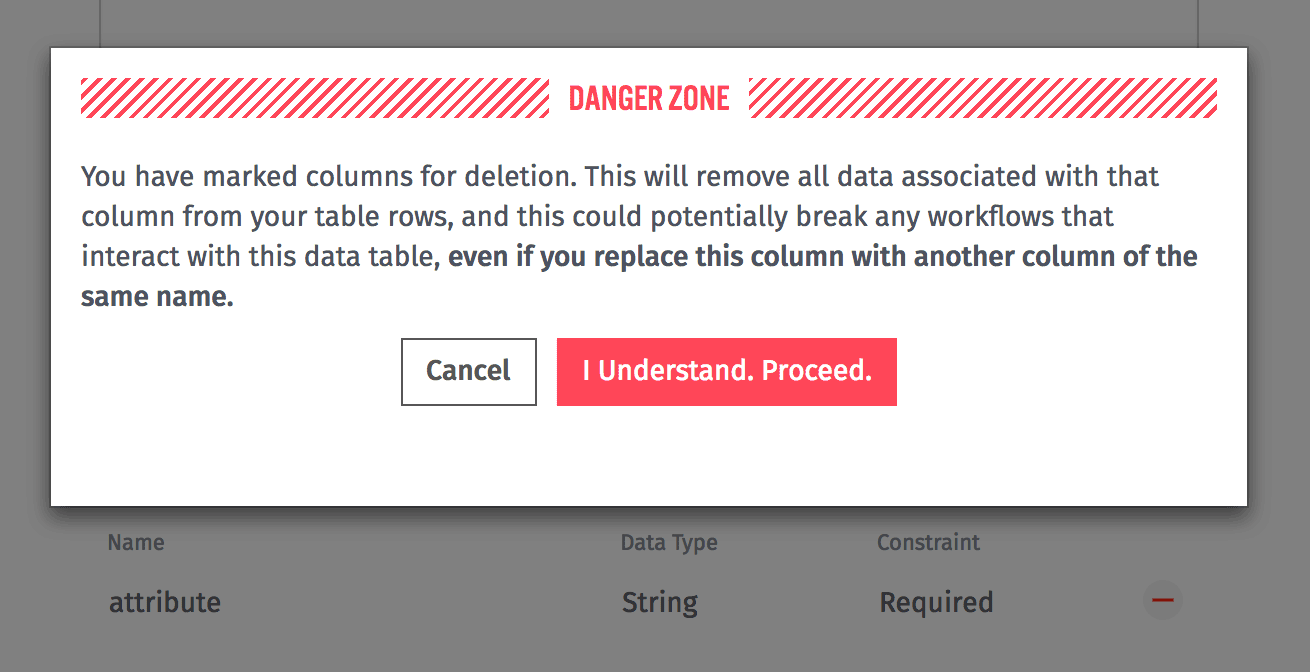 DANGER ZONE
You have marked columns for deletion. This will remove all data associated with that
column from your table rows, and this could potentially break any workflows that
interact with this data table, even if you replace this column with another column of the
same name.
Cancel
I Understand. Proceed.
Name
Data Type
Constraint
attribute
String
Required